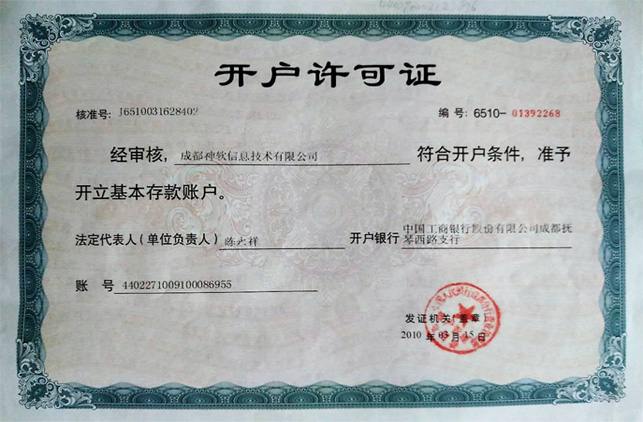 开户许可证
核准号: J6510031628402 编号: 6510-01392268
经审核, 成都神软信息技术有限公司 符合开户条件, 准予
开立基本存款账户。
法定代表人(单位负责人) 陈 祥 开户银行 中国工商银行股份有限公司成都抚
琴西路支行
账 号 4402271009100086955
发证机关(盖章)
2010 年 03 月 15 日